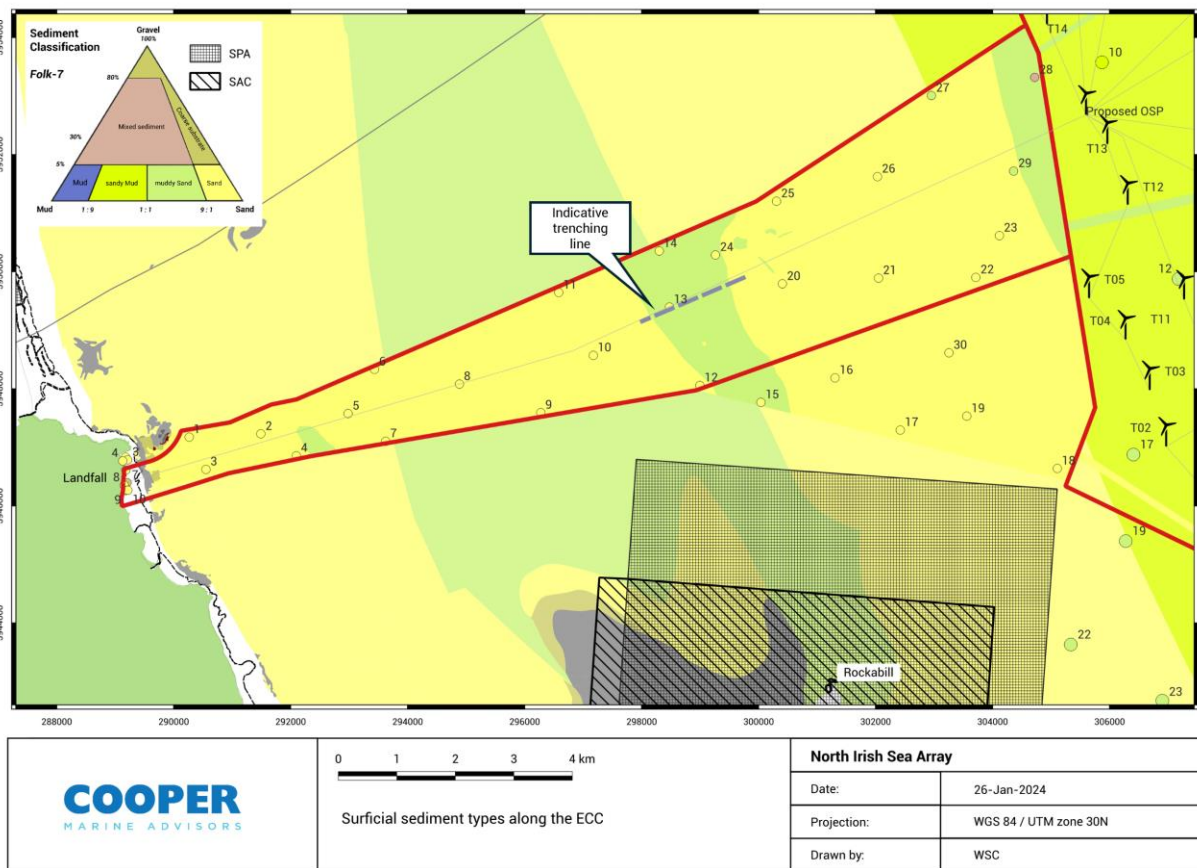 Sediment
Classification
Folk-7
Gravel
100%
80%
30%
5%
Mixed sediment
Coarse substrate
Mud
sandy Mud
muddy Sand
Sand
Mud
1 : 9
1 : 1
9 : 1
Sand
SPA
SAC
T14
10
28
27
Proposed OSP
T13
26
29
T12
25
Indicative
trenching
line
23
14
24
12
11
20
21
22
T05
13
T04
T11
10
30
6
8
12
16
T03
5
9
15
19
17
T02
1
2
7
17
4
3
4
18
3
Landfall
8
7
9
10
19
22
Rockabill
23
288000
290000
292000
294000
296000
298000
300000
302000
304000
306000
COOPER
MARINE ADVISORS
0
1
2
3
4 km
Surficial sediment types along the ECC
North Irish Sea Array
Date:
26-Jan-2024
Projection:
WGS 84 / UTM zone 30N
Drawn by:
WSC